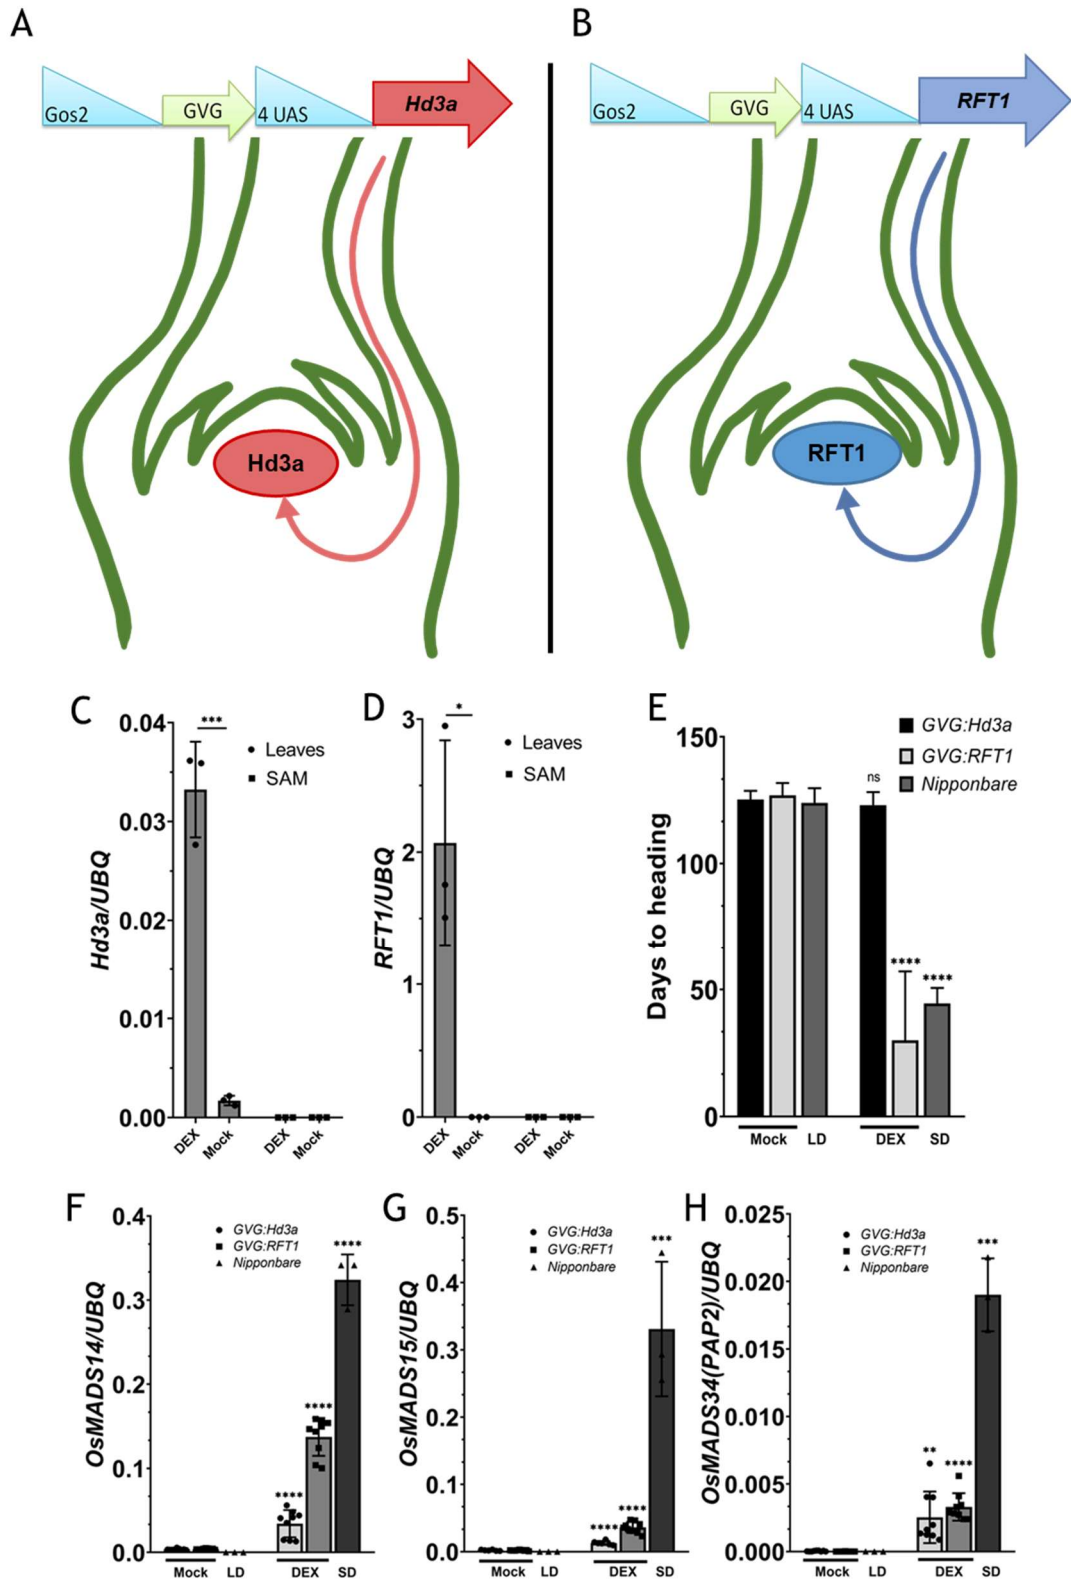 A
B
Gos2
GVG
4 UAS
Hd3a
Gos2
GVG
4 UAS
RFT1
Hd3a
RFT1
C
Hd3a/UBQ
0.04
0.03
0.02
0.01
0.00
***
Leaves
SAM
DEX
Mock
DEX
Mock
D
RFT1/UBQ
3
2
1
0
*
Leaves
SAM
DEX
Mock
DEX
Mock
E
Days to heading
150
100
50
0
GVG:Hd3a
GVG:RFT1
Nipponbare
ns
****
****
Mock
LD
DEX
SD
F
OsMADS14/UBQ
0.4
0.3
0.2
0.1
0.0
GVG:Hd3a
GVG:RFT1
Nipponbare
****
****
****
Mock
LD
DEX
SD
G
OsMADS15/UBQ
0.5
0.4
0.3
0.2
0.1
0.0
GVG:Hd3a
GVG:RFT1
Nipponbare
****
****
***
Mock
LD
DEX
SD
H
OsMADS34(PAP2)/UBQ
0.025
0.020
0.015
0.010
0.005
0.000
GVG:Hd3a
GVG:RFT1
Nipponbare
**
****
***
Mock
LD
DEX
SD